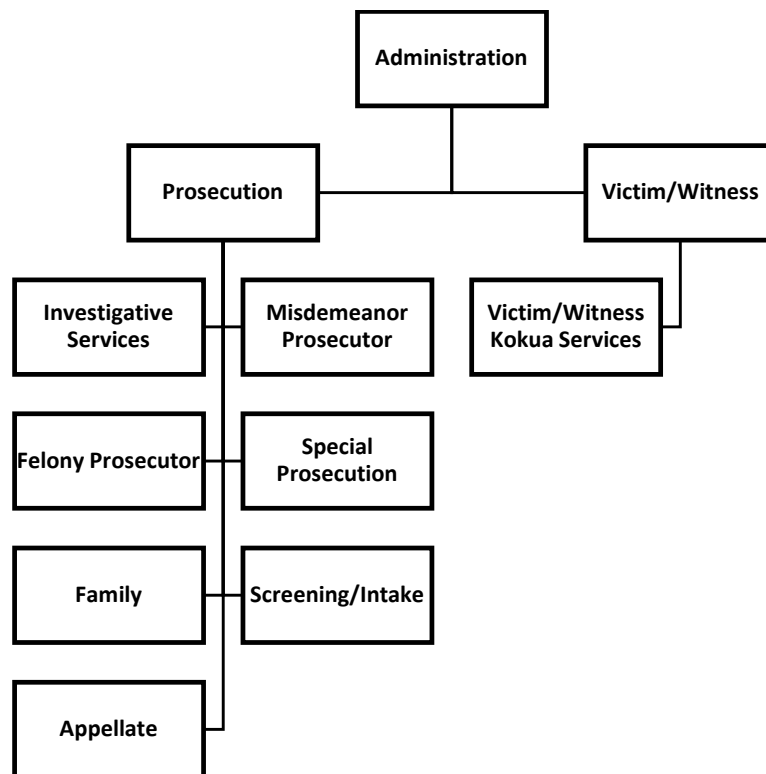 Administration
Prosecution
Victim/Witness
Investigative
Services
Misdemeanor
Prosecutor
Victim/Witness
Kokua Services
Felony Prosecutor
Special
Prosecution
Family
Screening/Intake
Appellate